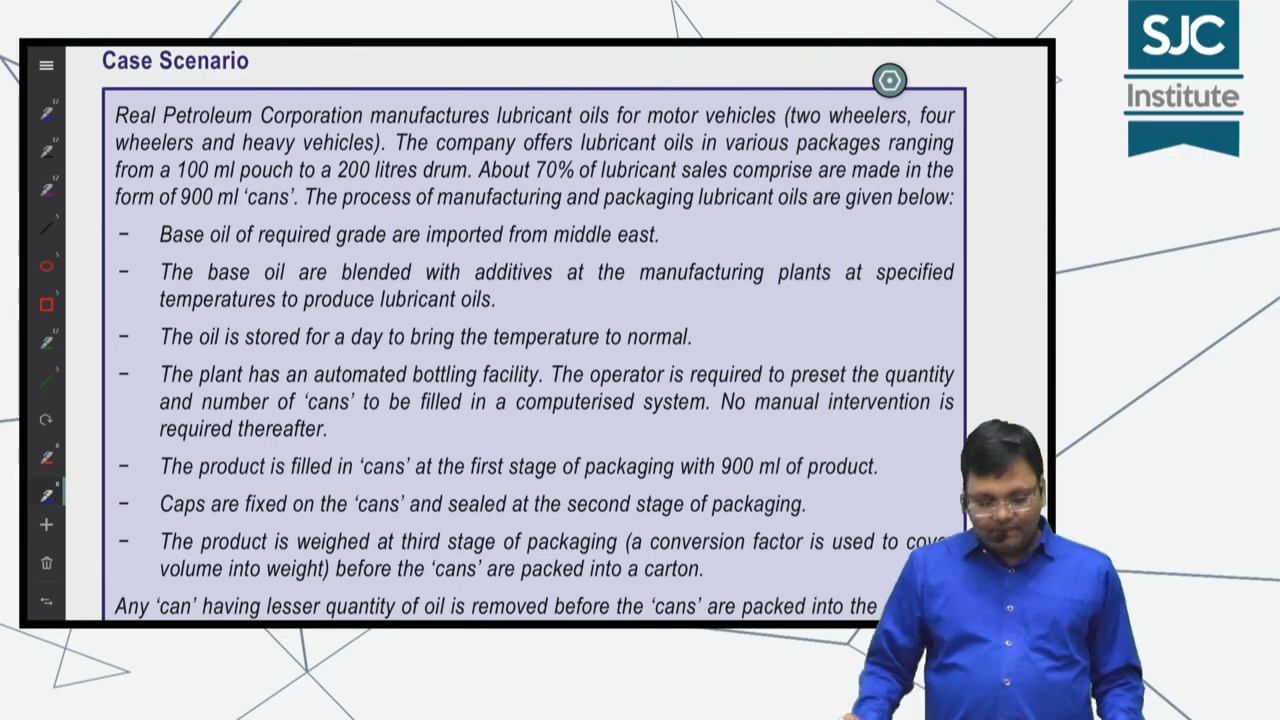 Case Scenario
SJC
Institute
Real Petroleum Corporation manufactures lubricant oils for motor vehicles (two wheelers, four
wheelers and heavy vehicles). The company offers lubricant oils in various packages ranging
from a 100 ml pouch to a 200 litres drum. About 70% of lubricant sales comprise are made in the
form of 900 ml ‘cans’. The process of manufacturing and packaging lubricant oils are given below:
− Base oil of required grade are imported from middle east.
− The base oil are blended with additives at the manufacturing plants at specified
temperatures to produce lubricant oils.
− The oil is stored for a day to bring the temperature to normal.
− The plant has an automated bottling facility. The operator is required to preset the quantity
and number of ‘cans’ to be filled in a computerised system. No manual intervention is
required thereafter.
− The product is filled in ‘cans’ at the first stage of packaging with 900 ml of product.
− Caps are fixed on the ‘cans’ and sealed at the second stage of packaging.
− The product is weighed at third stage of packaging (a conversion factor is used to
volume into weight) before the ‘cans’ are packed into a carton.
Any ‘can’ having lesser quantity of oil is removed before the ‘cans’ are packed into the